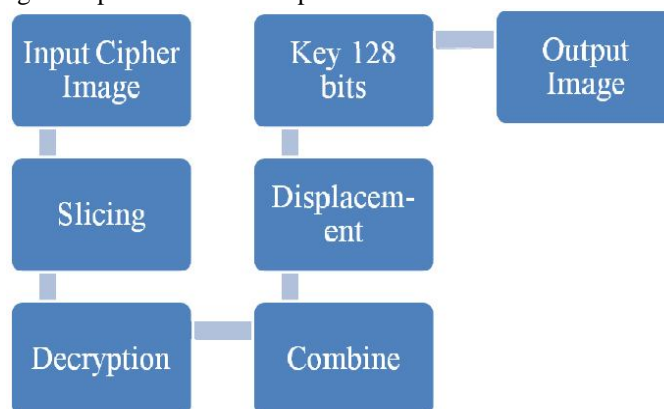 Input Cipher
Image
Key 128
bits
Output
Image
Slicing
Displacem-
ent
Decryption
Combine